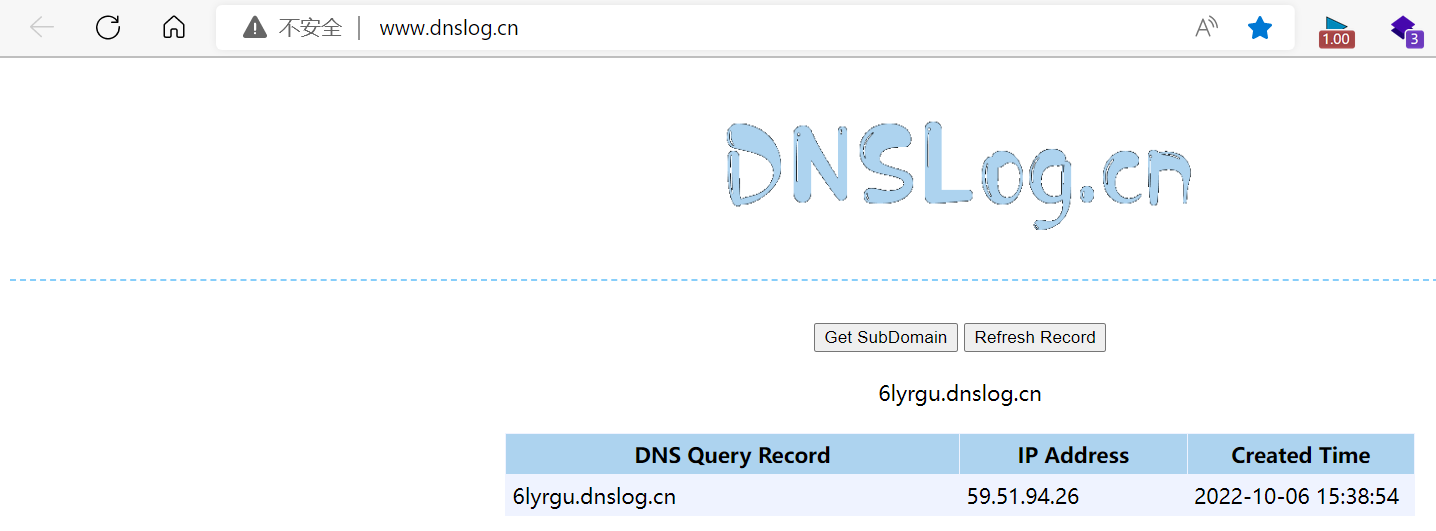 不安全 | www.dnslog.cn
1.00
3
DNSLog.cn
Get SubDomain Refresh Record
6lyrgu.dnslog.cn
DNS Query Record IP Address Created Time
6lyrgu.dnslog.cn 59.51.94.26 2022-10-06 15:38:54